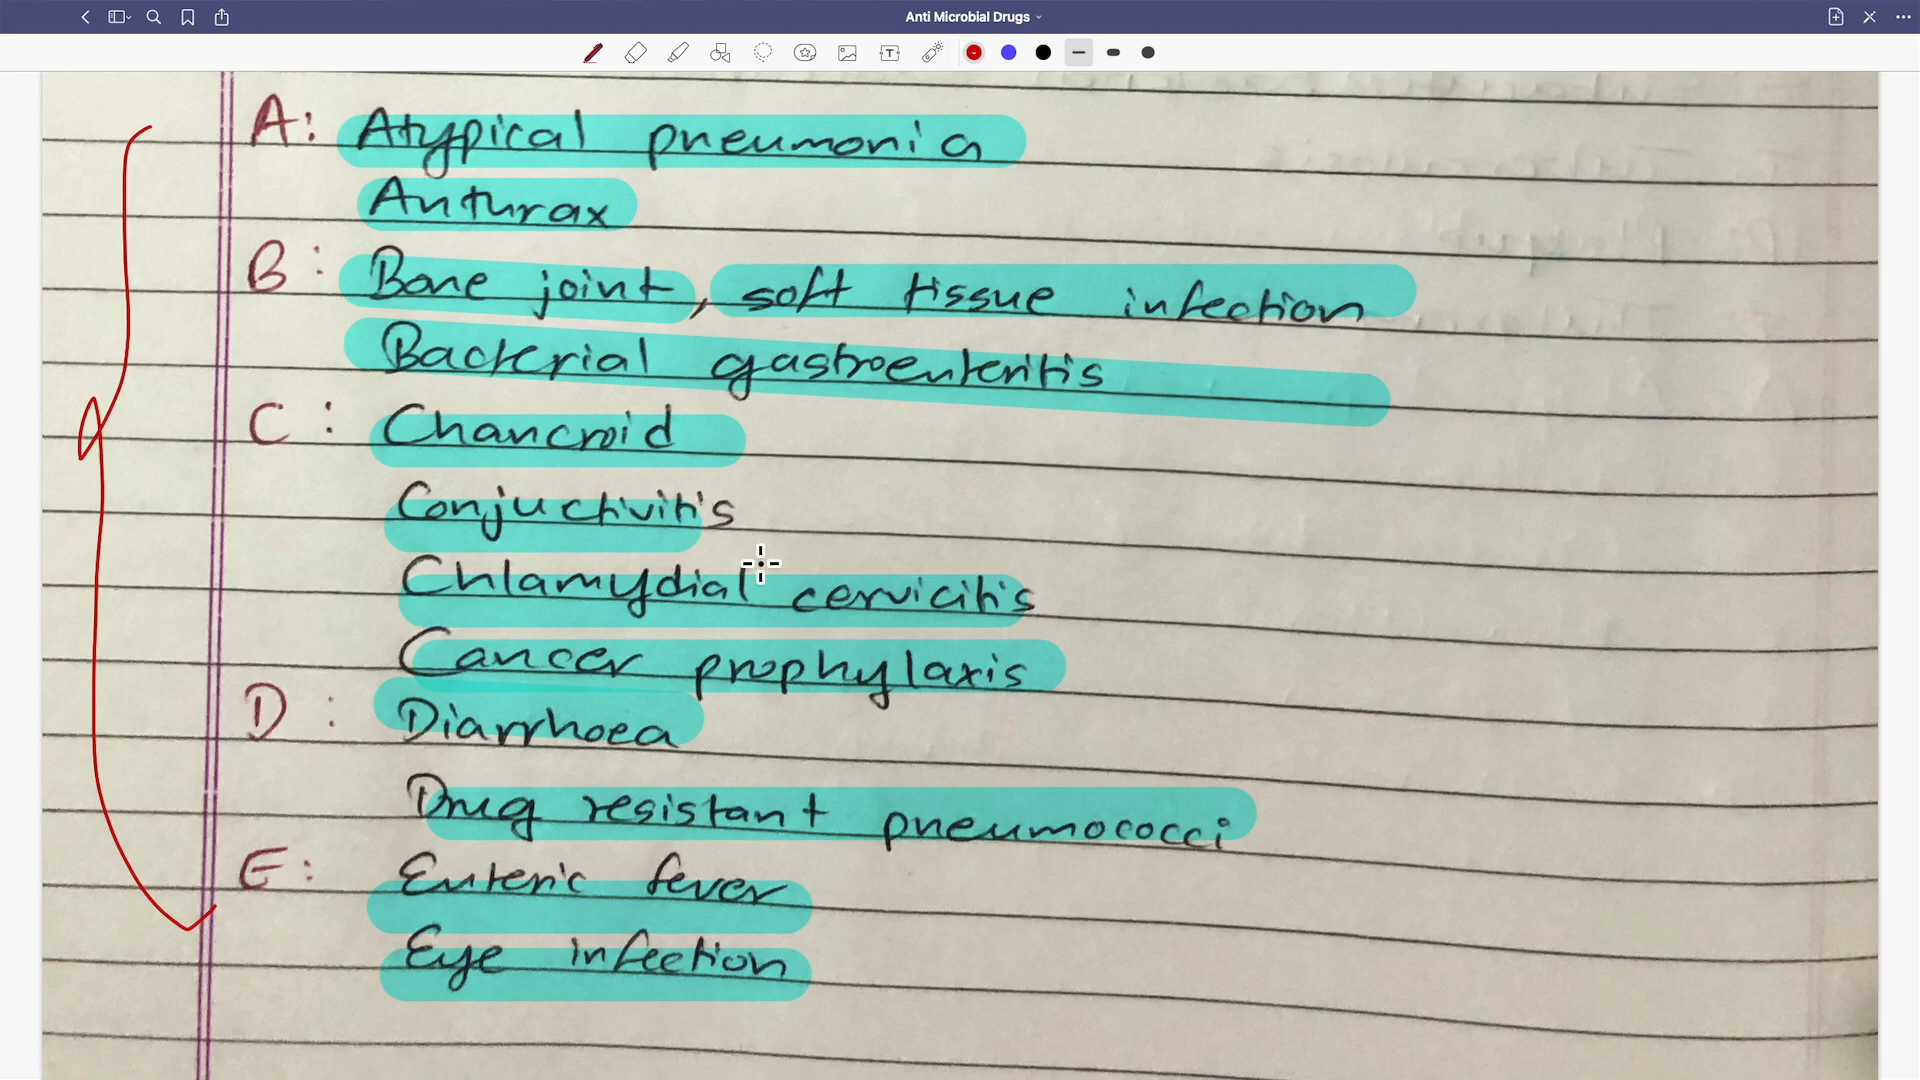 Anti Microbial Drugs
A: Atypical pneumonia
Anthrax
B: Bone joint, soft tissue infection
Bacterial gastroenteritis
C: Chancroid
Conjuctivitis
Chlamydial cervicitis
Cancer prophylaxis
D: Diarrhoea
Drug resistant pneumococci
E: Enteric fever
Eye infection